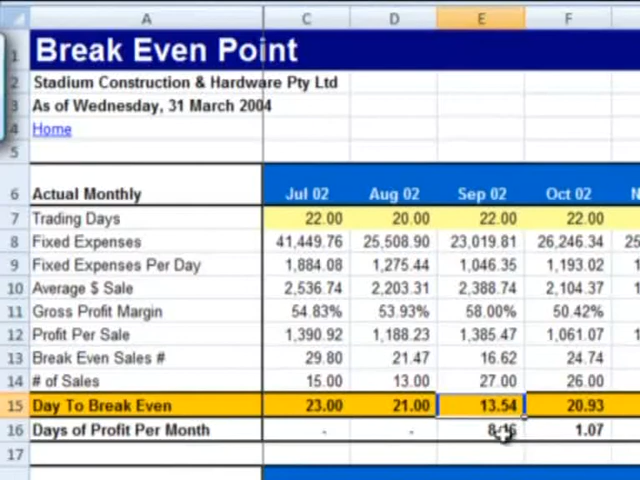 A C D E F
1 Break Even Point
2 Stadium Construction & Hardware Pty Ltd
3 As of Wednesday, 31 March 2004
4 Home
5
6 Actual Monthly Jul 02 Aug 02 Sep 02 Oct 02 N
7 Trading Days 22.00 20.00 22.00 22.00
8 Fixed Expenses 41,449.76 25,508.90 23,019.81 26,246.34 25
9 Fixed Expenses Per Day 1,884.08 1,275.44 1,046.35 1,193.02 1
10 Average $ Sale 2,536.74 2,203.31 2,388.74 2,104.37 1
11 Gross Profit Margin 54.83% 53.93% 58.00% 50.42%
12 Profit Per Sale 1,390.92 1,188.23 1,385.47 1,061.07 1
13 Break Even Sales # 29.80 21.47 16.62 24.74
14 # of Sales 15.00 13.00 27.00 26.00
15 Day To Break Even 23.00 21.00 13.54 20.93
16 Days of Profit Per Month - - 1.07
17